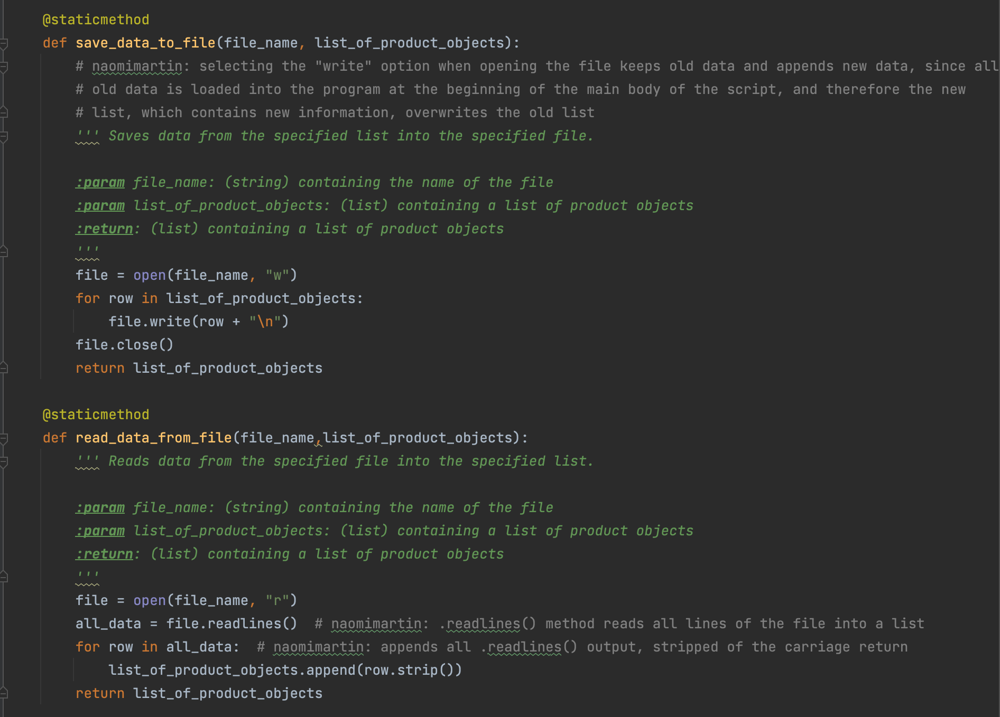 @staticmethod
def save_data_to_file(file_name, list_of_product_objects):
    # naomimartin: selecting the "write" option when opening the file keeps old data and appends new data, since all
    # old data is loaded into the program at the beginning of the main body of the script, and therefore the new
    # list, which contains new information, overwrites the old list
    ''' Saves data from the specified list into the specified file.

    :param file_name: (string) containing the name of the file
    :param list_of_product_objects: (list) containing a list of product objects
    :return: (list) containing a list of product objects
    '''
    file = open(file_name, "w")
    for row in list_of_product_objects:
        file.write(row + "\n")
    file.close()
    return list_of_product_objects

@staticmethod
def read_data_from_file(file_name,list_of_product_objects):
    ''' Reads data from the specified file into the specified list.

    :param file_name: (string) containing the name of the file
    :param list_of_product_objects: (list) containing a list of product objects
    :return: (list) containing a list of product objects
    '''
    file = open(file_name, "r")
    all_data = file.readlines()  # naomimartin: .readlines() method reads all lines of the file into a list
    for row in all_data:  # naomimartin: appends all .readlines() output, stripped of the carriage return
        list_of_product_objects.append(row.strip())
    return list_of_product_objects